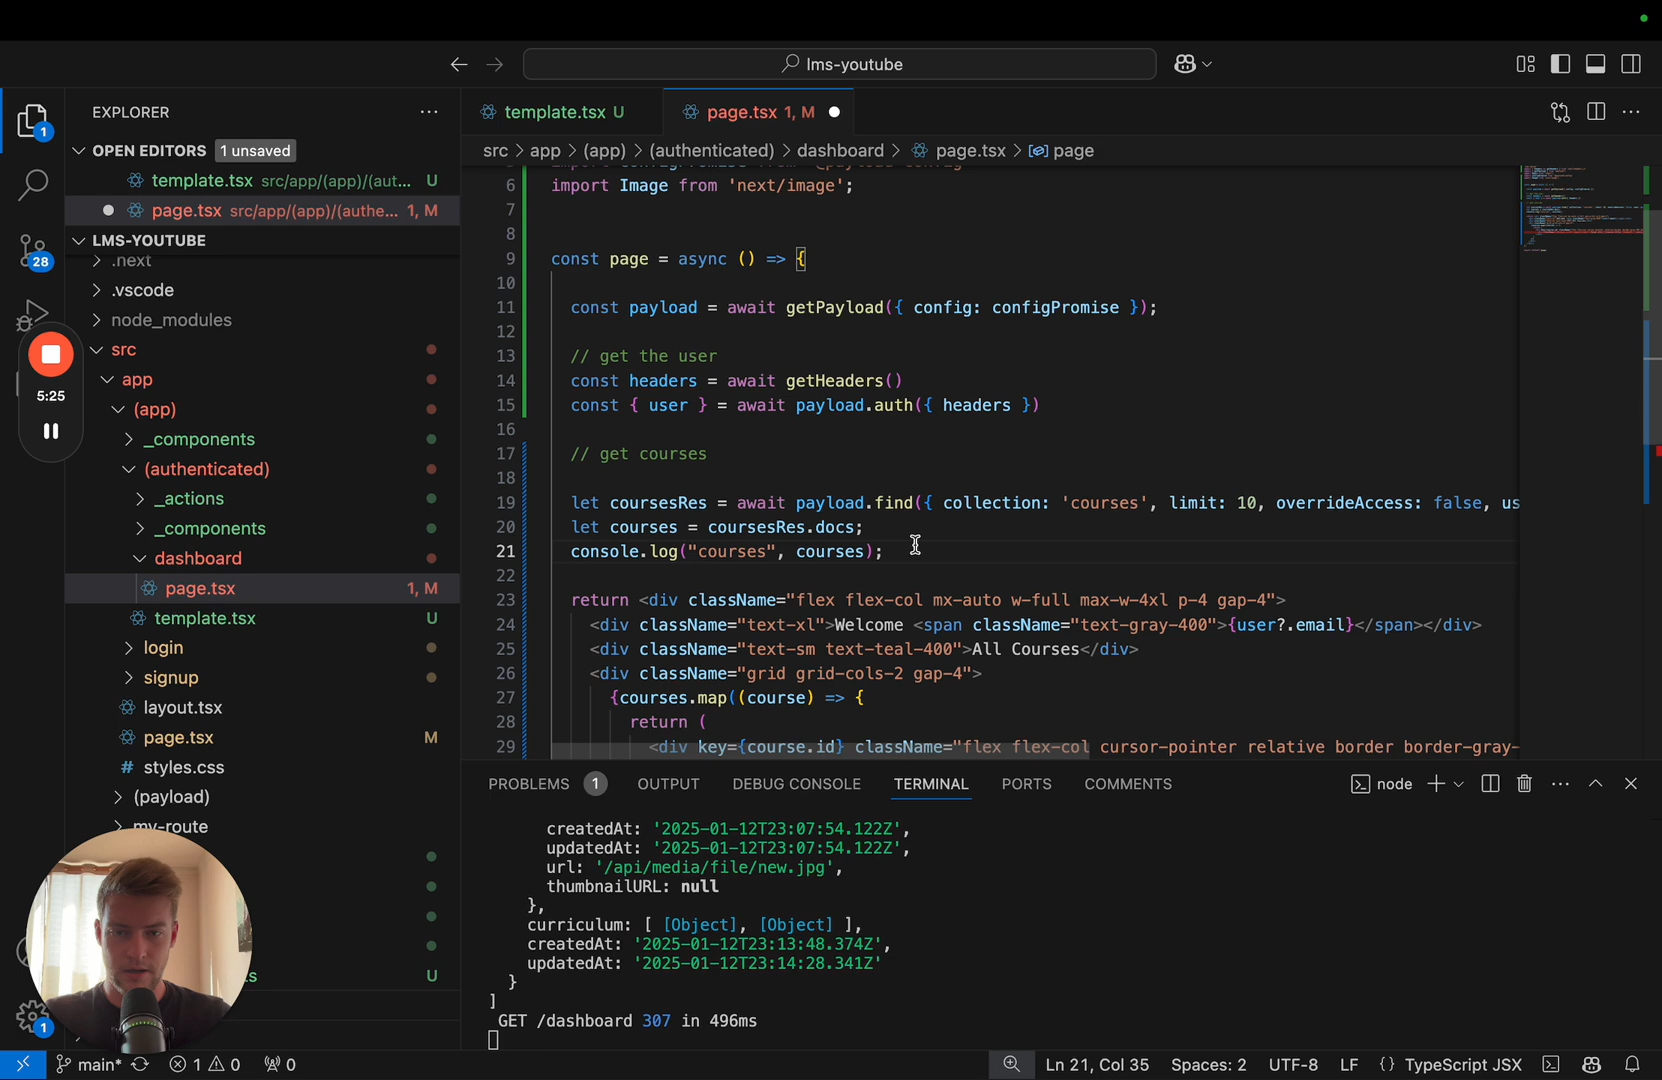 lms-youtube
EXPLORER
template.tsx U
page.tsx 1, M
OPEN EDITORS 1 unsaved
src > app > (app) > (authenticated) > dashboard > page.tsx > page
template.tsx src/app/(app)/(aut... U
page.tsx src/app/(app)/(authe... 1, M
LMS-YOUTUBE
.next
.vscode
node_modules
src
app
(app)
_components
(authenticated)
_actions
_components
dashboard
page.tsx 1, M
template.tsx U
login
signup
layout.tsx
page.tsx M
styles.css
(payload)
my-route
U
1
28
5:25
1
6 import Image from 'next/image';
7
8
9 const page = async () => {
10
11 const payload = await getPayload({ config: configPromise });
12
13 // get the user
14 const headers = await getHeaders()
15 const { user } = await payload.auth({ headers })
16
17 // get courses
18
19 let coursesRes = await payload.find({ collection: 'courses', limit: 10, overrideAccess: false, us
20 let courses = coursesRes.docs;
21 console.log("courses", courses);
22
23 return <div className="flex flex-col mx-auto w-full max-w-4xl p-4 gap-4">
24 <div className="text-xl">Welcome <span className="text-gray-400">{user?.email}</span></div>
25 <div className="text-sm text-teal-400">All Courses</div>
26 <div className="grid grid-cols-2 gap-4">
27 {courses.map((course) => {
28 return (
29 <div key={course.id} className="flex flex-col cursor-pointer relative border border-gray-
PROBLEMS 1 OUTPUT DEBUG CONSOLE TERMINAL PORTS COMMENTS
node
createdAt: '2025-01-12T23:07:54.122Z',
updatedAt: '2025-01-12T23:07:54.122Z',
url: '/api/media/file/new.jpg',
thumbnailURL: null
},
curriculum: [ [Object], [Object] ],
createdAt: '2025-01-12T23:13:48.374Z',
updatedAt: '2025-01-12T23:14:28.341Z'
}
]
GET /dashboard 307 in 496ms
main* 1 0 0 Ln 21, Col 35 Spaces: 2 UTF-8 LF {} TypeScript JSX